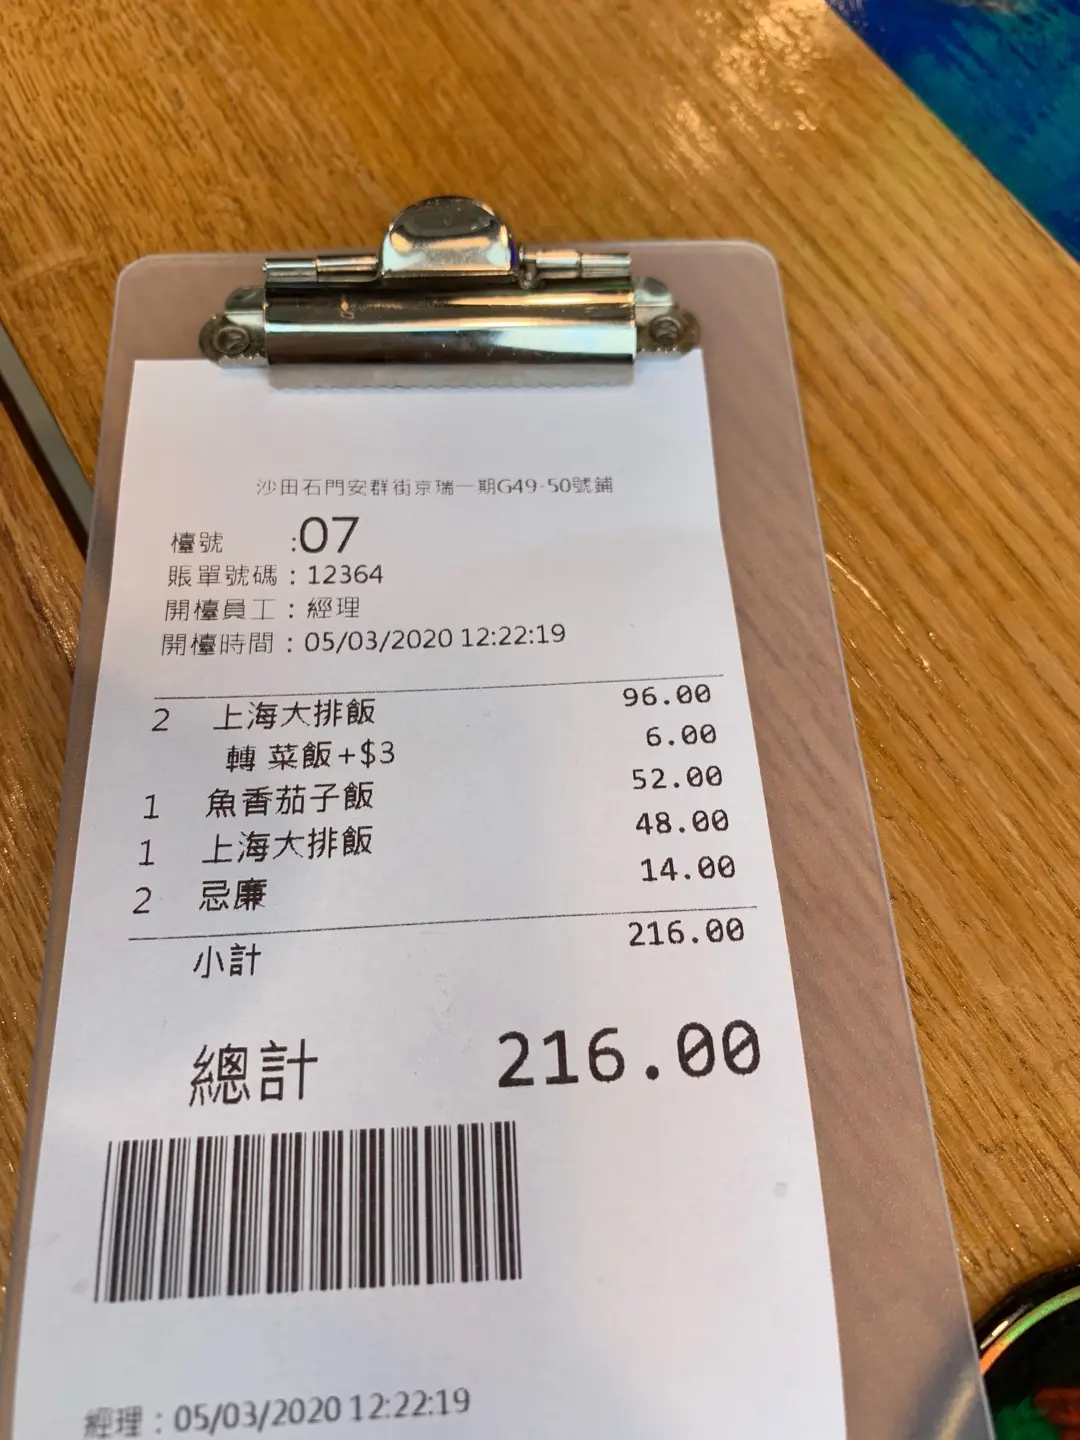 沙田石門安群街京瑞一期G49-50號鋪
檯號 :07
賬單號碼 : 12364
開檯員工 : 經理
開檯時間 : 05/03/2020 12:22:19
2 上海大排飯 96.00
轉 菜飯+$3 6.00
1 魚香茄子飯 52.00
1 上海大排飯 48.00
2 忌廉 14.00
小計 216.00
總計 216.00
經理 : 05/03/2020 12:22:19